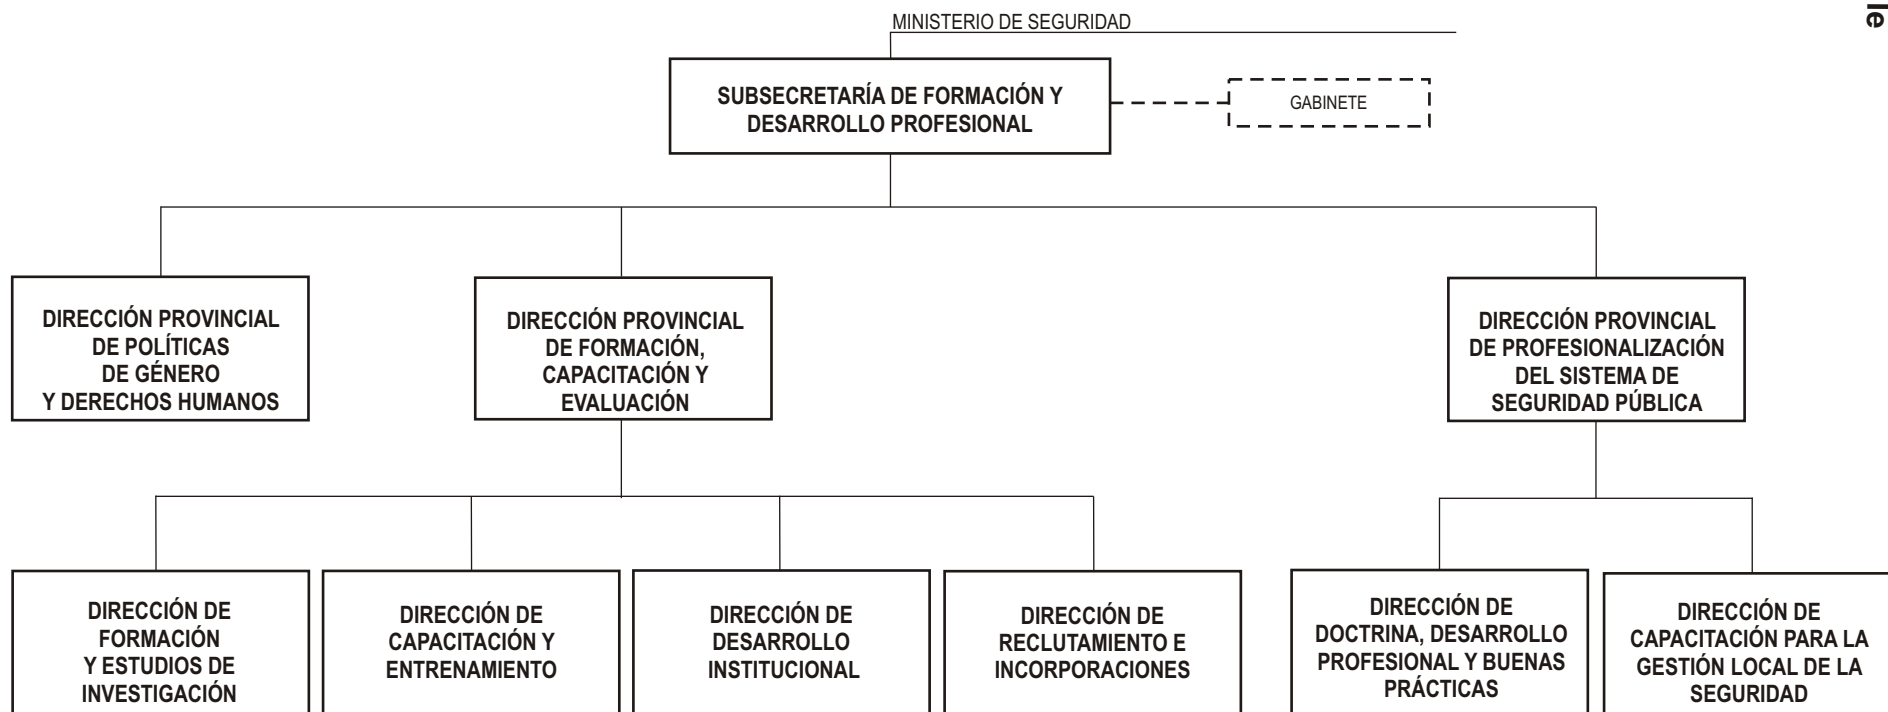 MINISTERIO DE SEGURIDAD
le
SUBSECRETARÍA DE FORMACIÓN Y
DESARROLLO PROFESIONAL
GABINETE
DIRECCIÓN PROVINCIAL
DE POLÍTICAS
DE GÉNERO
Y DERECHOS HUMANOS
DIRECCIÓN PROVINCIAL
DE FORMACIÓN,
CAPACITACIÓN Y
EVALUACIÓN
DIRECCIÓN PROVINCIAL
DE PROFESIONALIZACIÓN
DEL SISTEMA DE
SEGURIDAD PÚBLICA
DIRECCIÓN DE
FORMACIÓN
Y ESTUDIOS DE
INVESTIGACIÓN
DIRECCIÓN DE
CAPACITACIÓN Y
ENTRENAMIENTO
DIRECCIÓN DE
DESARROLLO
INSTITUCIONAL
DIRECCIÓN DE
RECLUTAMIENTO E
INCORPORACIONES
DIRECCIÓN DE
DOCTRINA, DESARROLLO
PROFESIONAL Y BUENAS
PRÁCTICAS
DIRECCIÓN DE
CAPACITACIÓN PARA LA
GESTIÓN LOCAL DE LA
SEGURIDAD